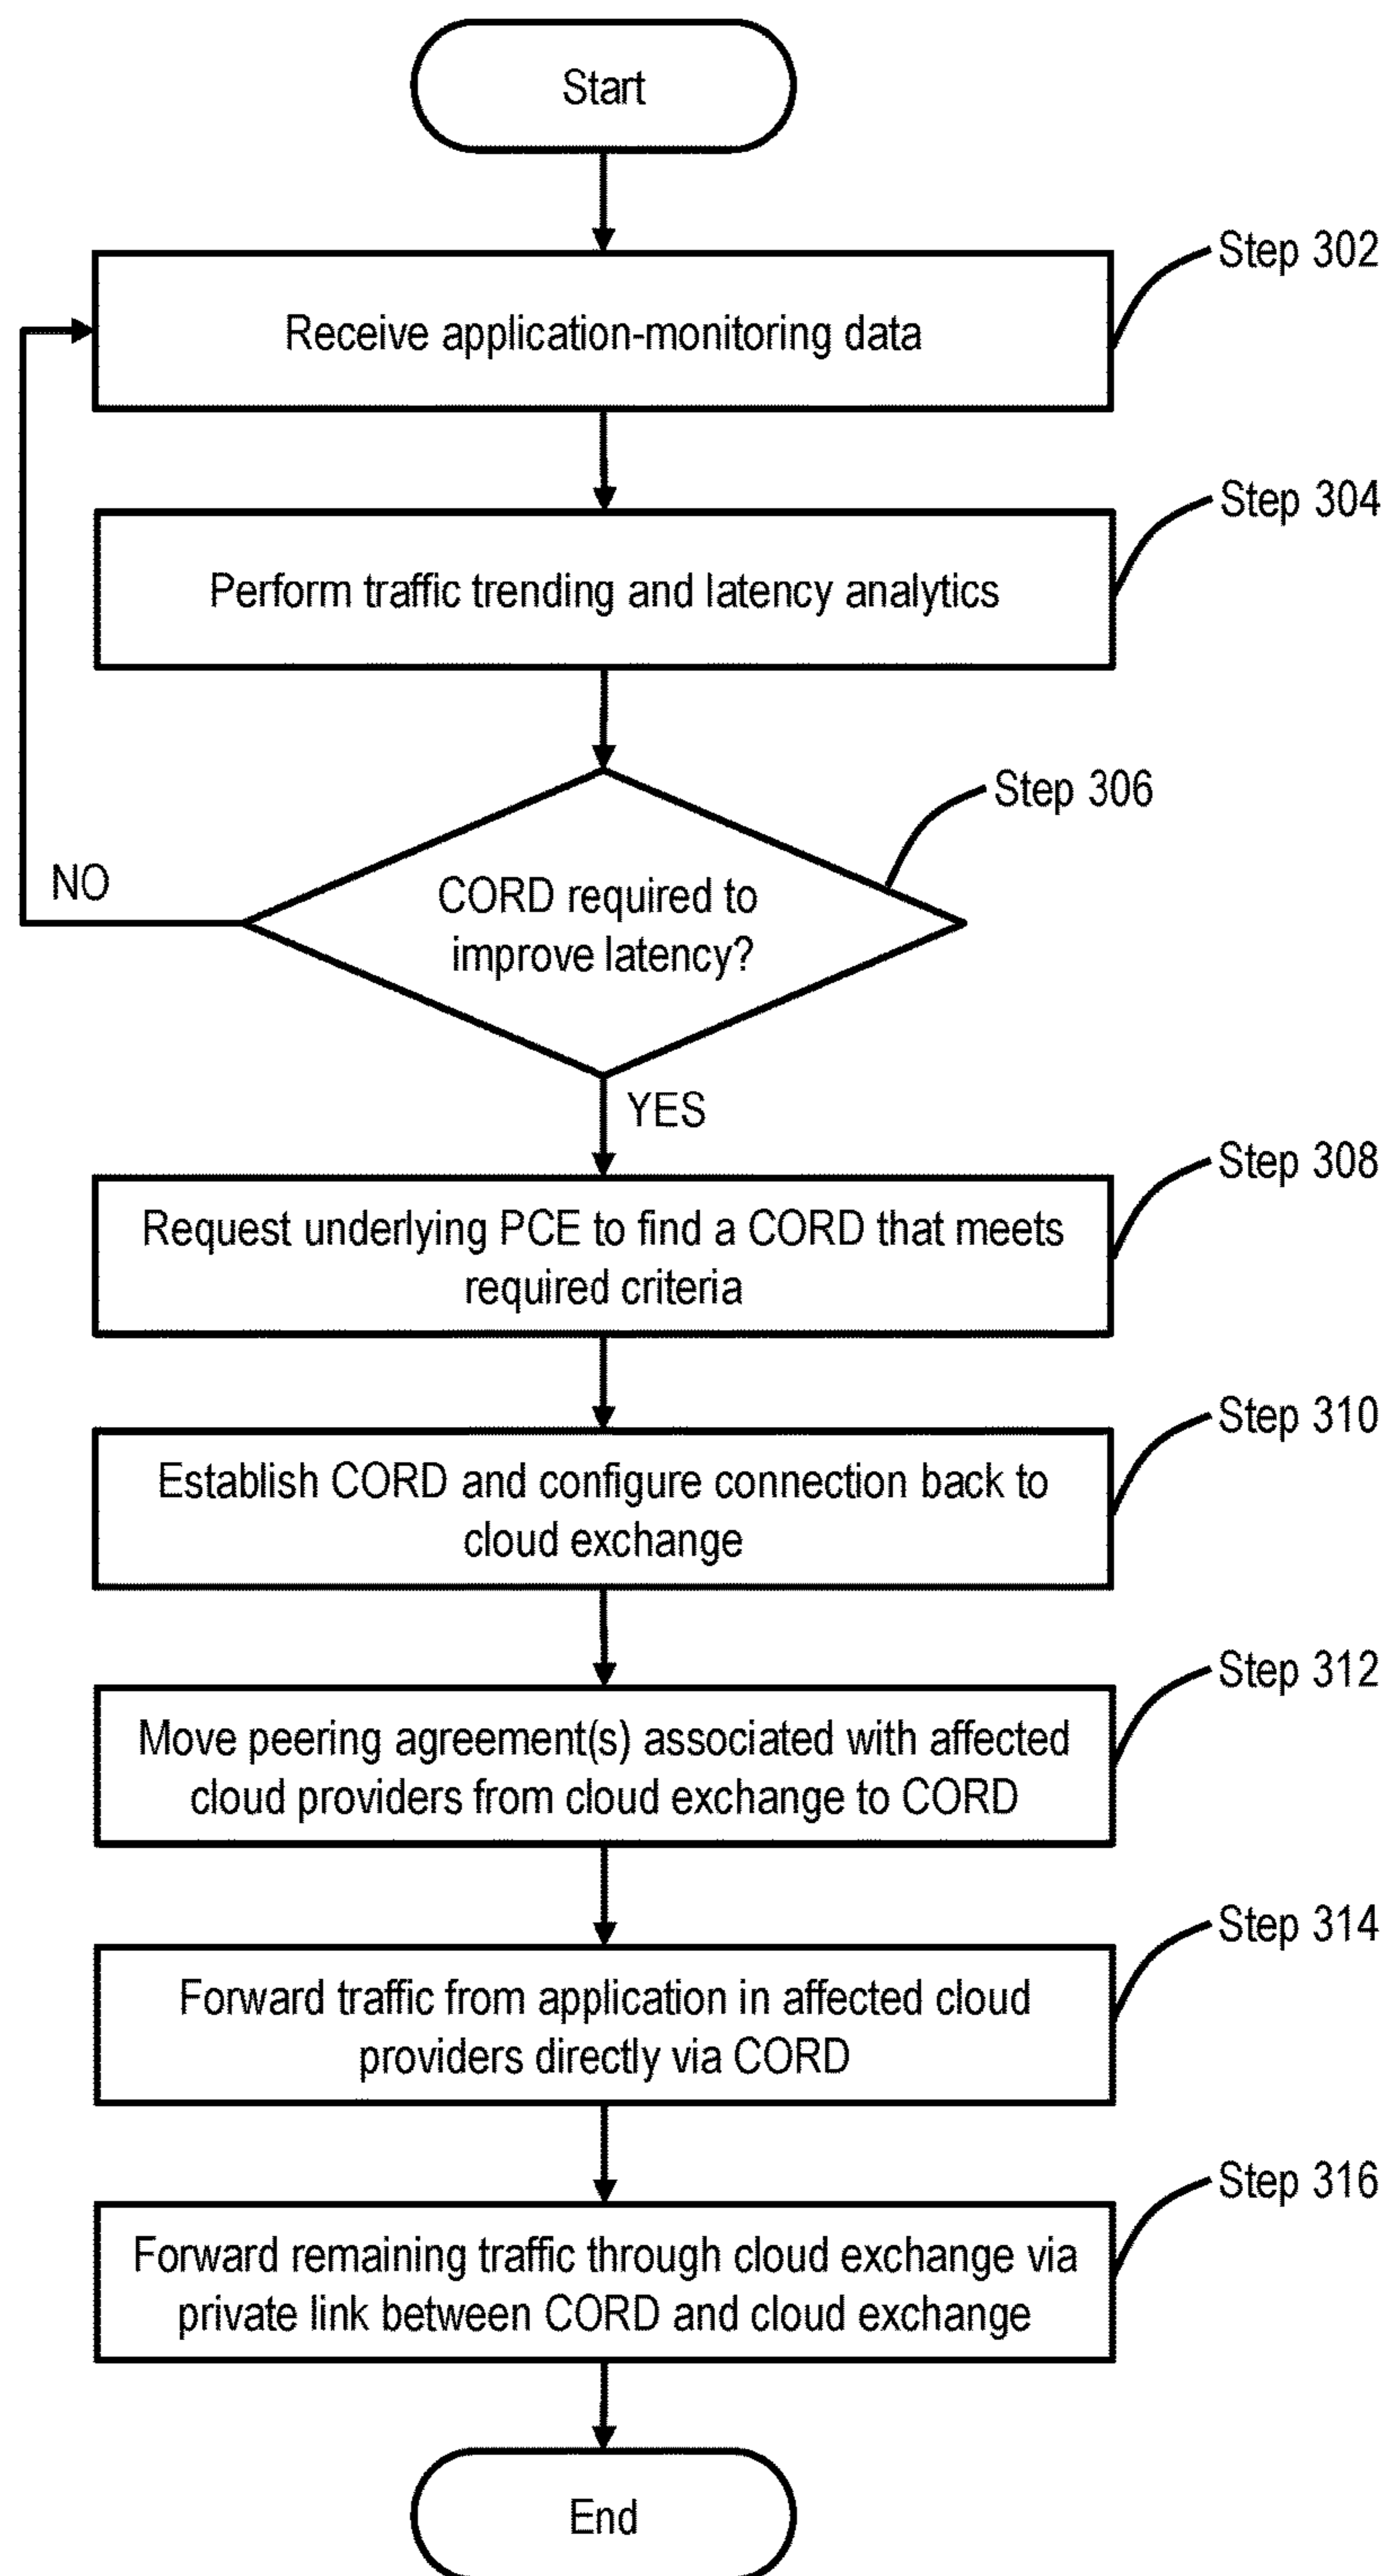 Start
Step 302
Receive application-monitoring data
Step 304
Perform traffic trending and latency analytics
Step 306
CORD required to
improve latency?
NO
YES
Step 308
Request underlying PCE to find a CORD that meets
required criteria
Step 310
Establish CORD and configure connection back to
cloud exchange
Step 312
Move peering agreement(s) associated with affected
cloud providers from cloud exchange to CORD
Step 314
Forward traffic from application in affected cloud
providers directly via CORD
Step 316
Forward remaining traffic through cloud exchange via
private link between CORD and cloud exchange
End